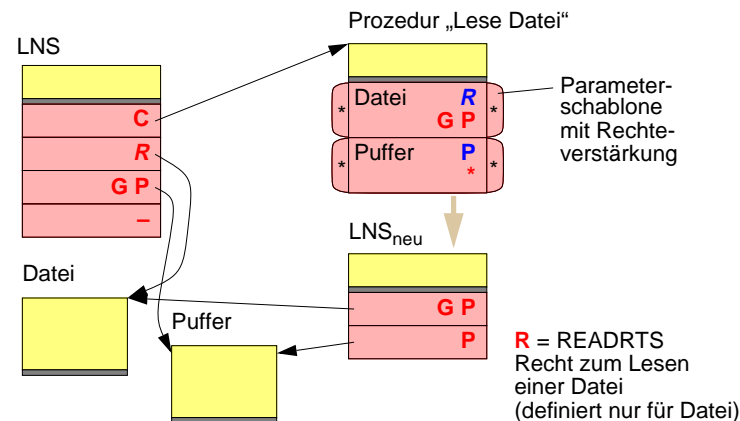 Prozedur „Lese Datei“
LNS
C
R
G P
–
* Datei R *
G P
* Puffer P *
*
Parameter-
schablone
mit Rechte-
verstärkung
LNSneu
G P
P
Datei
Puffer
R = READRTS
Recht zum Lesen
einer Datei
(definiert nur für Datei)